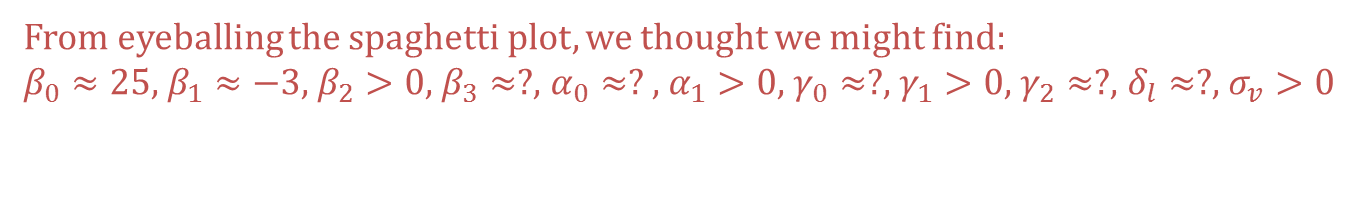 From eyeballing the spaghetti plot, we thought we might find:
𝛽₀ ≈ 25, 𝛽₁ ≈ −3, 𝛽₂ > 0, 𝛽₃ ≈?, 𝛼₀ ≈? , 𝛼₁ > 0, 𝛾₀ ≈?, 𝛾₁ > 0, 𝛾₂ ≈?, 𝛿ₗ ≈?, 𝜎ᵥ > 0